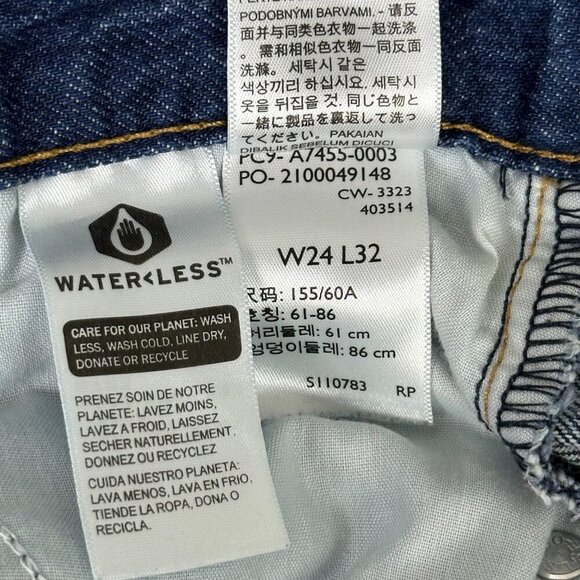 PODOBNÝMI BARVAMI. -请反
面并与同类色衣物一起洗涤
。需和相似色衣物一同反面
洗滌。세탁시 같은
색상끼리 하십시요. 세탁시
옷을 뒤집을 것. 同じ色物と
一緒に製品を裏返して洗っ
てください. PAKAIAN
DIBALIK SEBELUM DICUCI
PC9- A7455-0003
PO- 2100049148
CW- 3323
403514
W24 L32
尺码: 155/60A
호칭: 61-86
허리둘레: 61 cm
엉덩이둘레: 86 cm
S110783 RP
WATER<LESS™
CARE FOR OUR PLANET: WASH
LESS, WASH COLD, LINE DRY,
DONATE OR RECYCLE
PRENEZ SOIN DE NOTRE
PLANETE: LAVEZ MOINS,
LAVEZ A FROID, LAISSEZ
SECHER NATURELLEMENT.
DONNEZ OU RECYCLEZ
CUIDA NUESTRO PLANETA:
LAVA MENOS, LAVA EN FRIO,
TIENDE LA ROPA, DONA O
RECICLA.